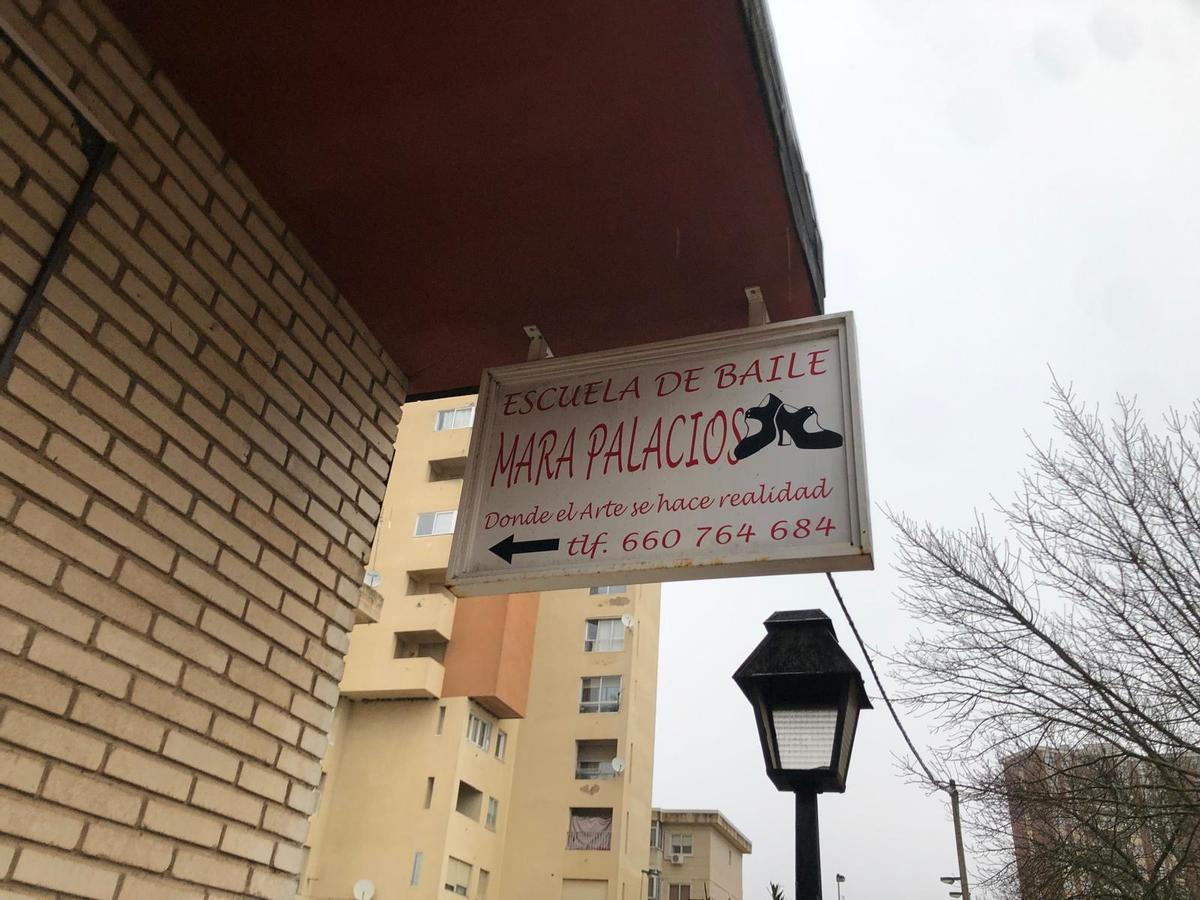 ESCUELA DE BAILE
MARA PALACIOS
Donde el Arte se hace realidad
tlf. 660 764 684